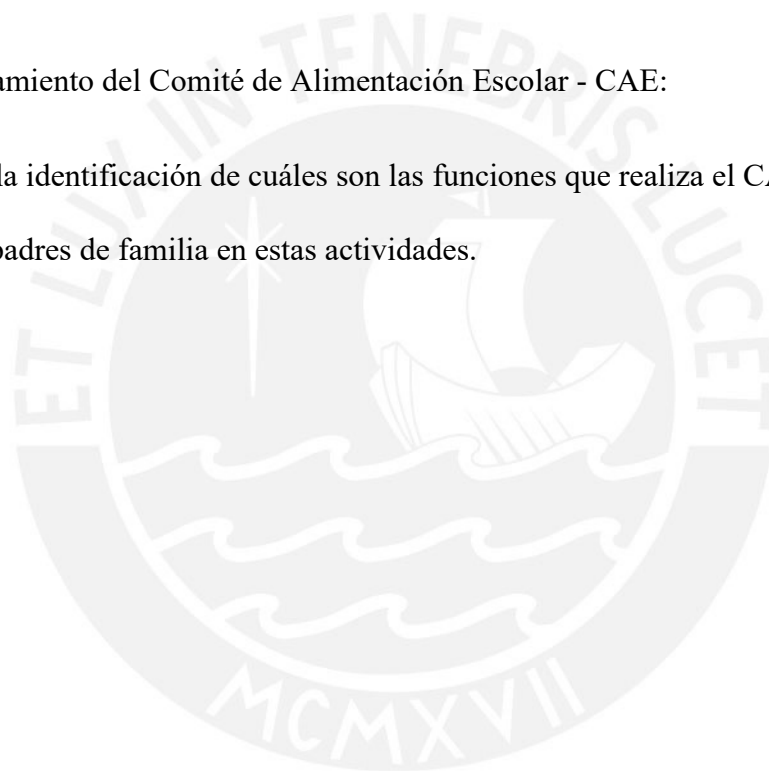 amiento del Comité de Alimentación Escolar - CAE:
la identificación de cuáles son las funciones que realiza el CA
padres de familia en estas actividades.
ET LUX IN TENEBRIS LUCET
MCMXVII